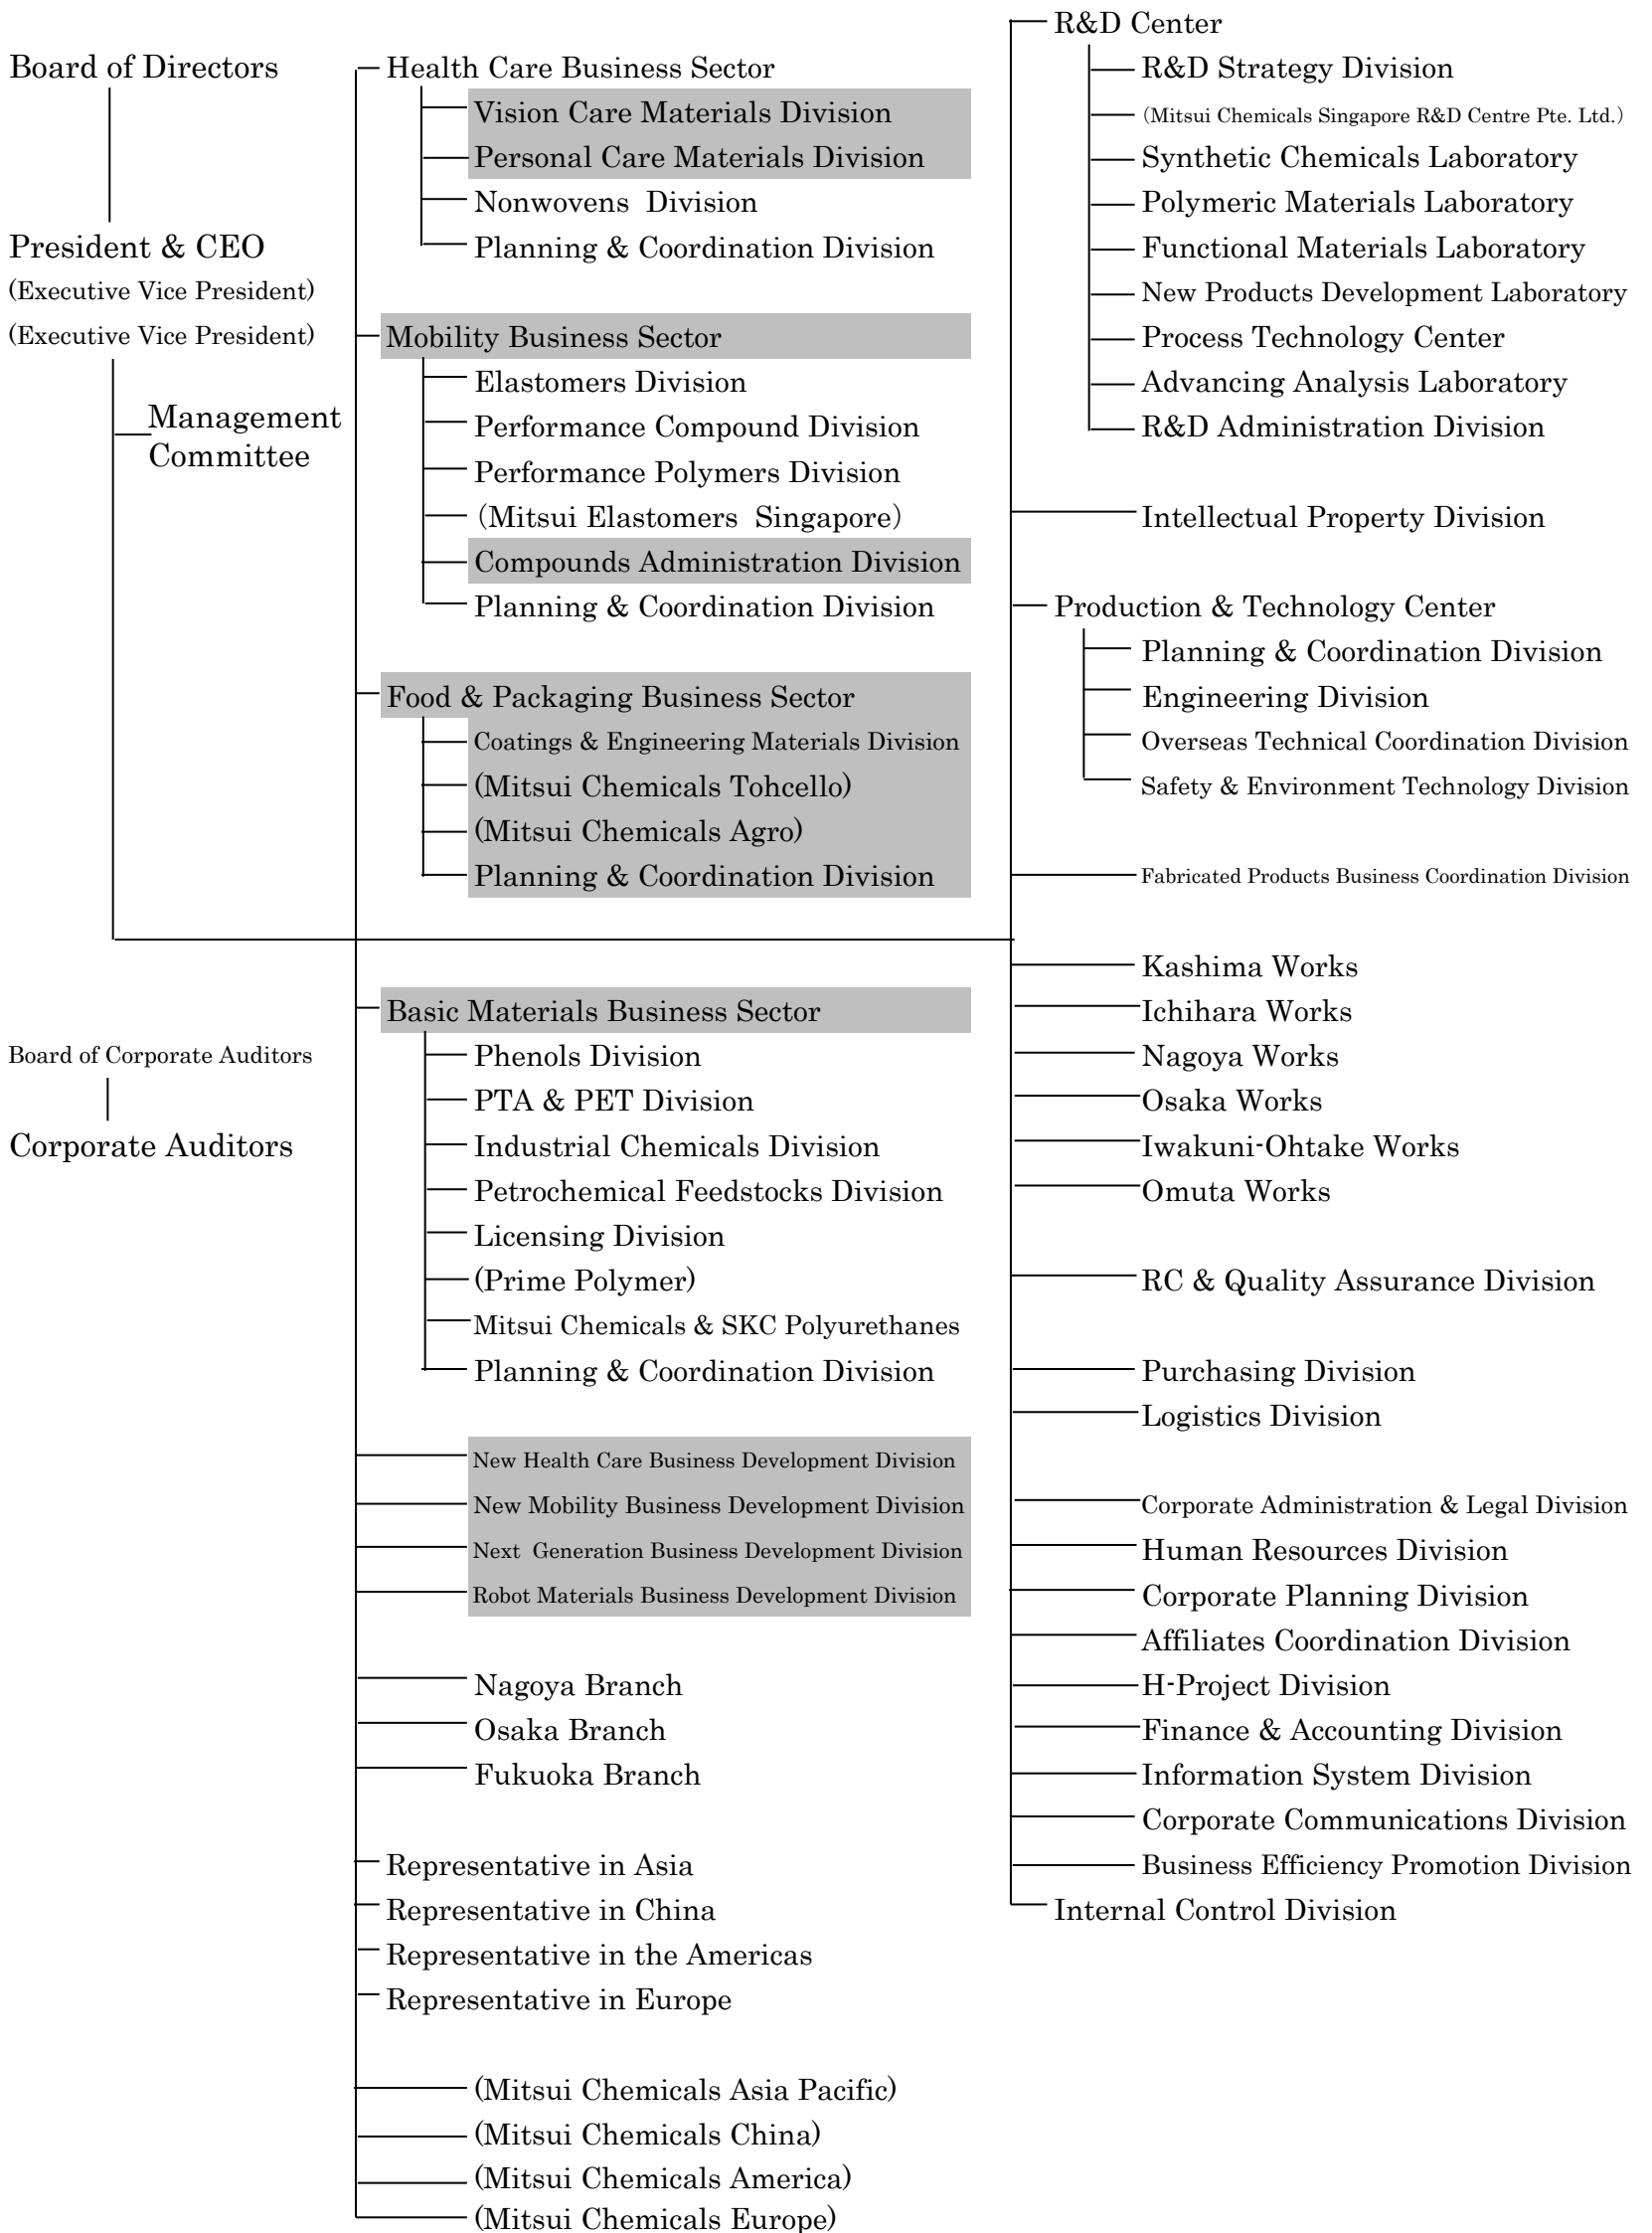 Board of Directors
President & CEO
(Executive Vice President)
(Executive Vice President)
Management
Committee
Board of Corporate Auditors
Corporate Auditors
Health Care Business Sector
Vision Care Materials Division
Personal Care Materials Division
Nonwovens Division
Planning & Coordination Division
Mobility Business Sector
Elastomers Division
Performance Compound Division
Performance Polymers Division
(Mitsui Elastomers Singapore)
Compounds Administration Division
Planning & Coordination Division
Food & Packaging Business Sector
Coatings & Engineering Materials Division
(Mitsui Chemicals Tohcello)
(Mitsui Chemicals Agro)
Planning & Coordination Division
Basic Materials Business Sector
Phenols Division
PTA & PET Division
Industrial Chemicals Division
Petrochemical Feedstocks Division
Licensing Division
(Prime Polymer)
Mitsui Chemicals & SKC Polyurethanes
Planning & Coordination Division
New Health Care Business Development Division
New Mobility Business Development Division
Next Generation Business Development Division
Robot Materials Business Development Division
Nagoya Branch
Osaka Branch
Fukuoka Branch
Representative in Asia
Representative in China
Representative in the Americas
Representative in Europe
(Mitsui Chemicals Asia Pacific)
(Mitsui Chemicals China)
(Mitsui Chemicals America)
(Mitsui Chemicals Europe)
R&D Center
R&D Strategy Division
(Mitsui Chemicals Singapore R&D Centre Pte. Ltd.)
Synthetic Chemicals Laboratory
Polymeric Materials Laboratory
Functional Materials Laboratory
New Products Development Laboratory
Process Technology Center
Advancing Analysis Laboratory
R&D Administration Division
Intellectual Property Division
Production & Technology Center
Planning & Coordination Division
Engineering Division
Overseas Technical Coordination Division
Safety & Environment Technology Division
Fabricated Products Business Coordination Division
Kashima Works
Ichihara Works
Nagoya Works
Osaka Works
Iwakuni-Ohtake Works
Omuta Works
RC & Quality Assurance Division
Purchasing Division
Logistics Division
Corporate Administration & Legal Division
Human Resources Division
Corporate Planning Division
Affiliates Coordination Division
H-Project Division
Finance & Accounting Division
Information System Division
Corporate Communications Division
Business Efficiency Promotion Division
Internal Control Division